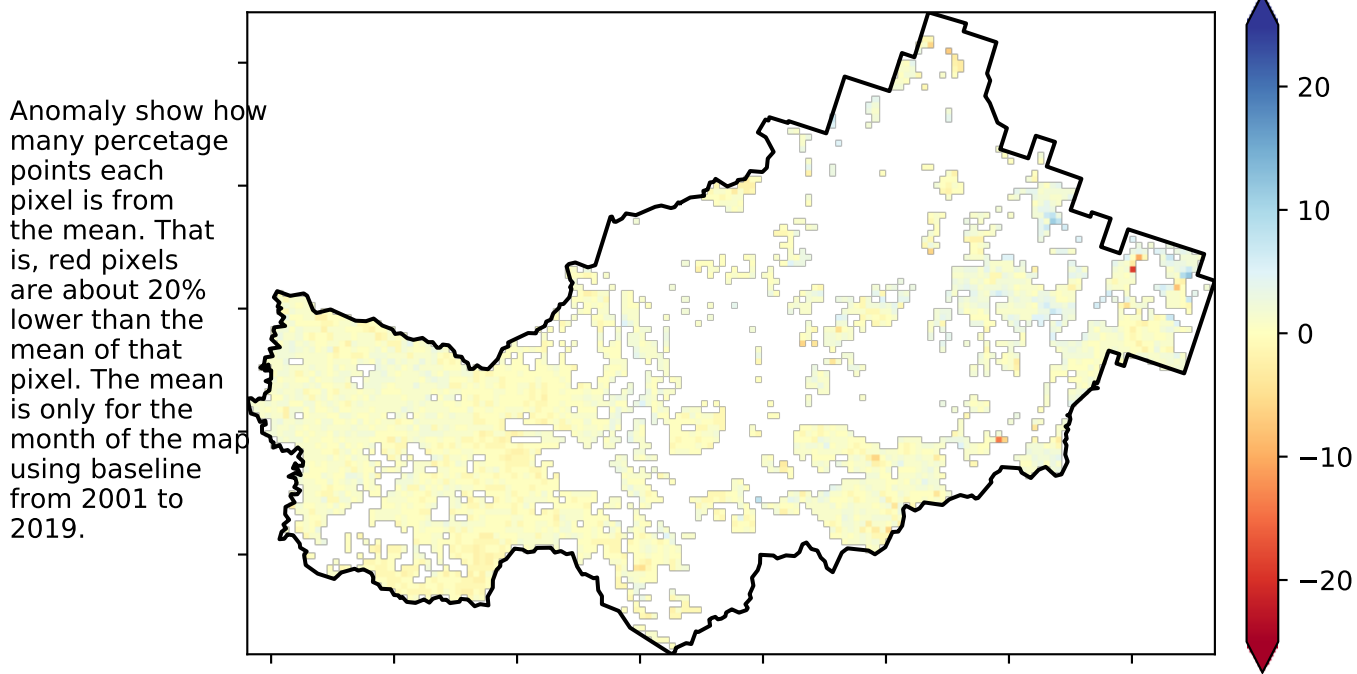 Anomaly show how
many percetage
points each
pixel is from
the mean. That
is, red pixels
are about 20%
lower than the
mean of that
pixel. The mean
is only for the
month of the map
using baseline
from 2001 to
2019.
20
10
0
−10
−20